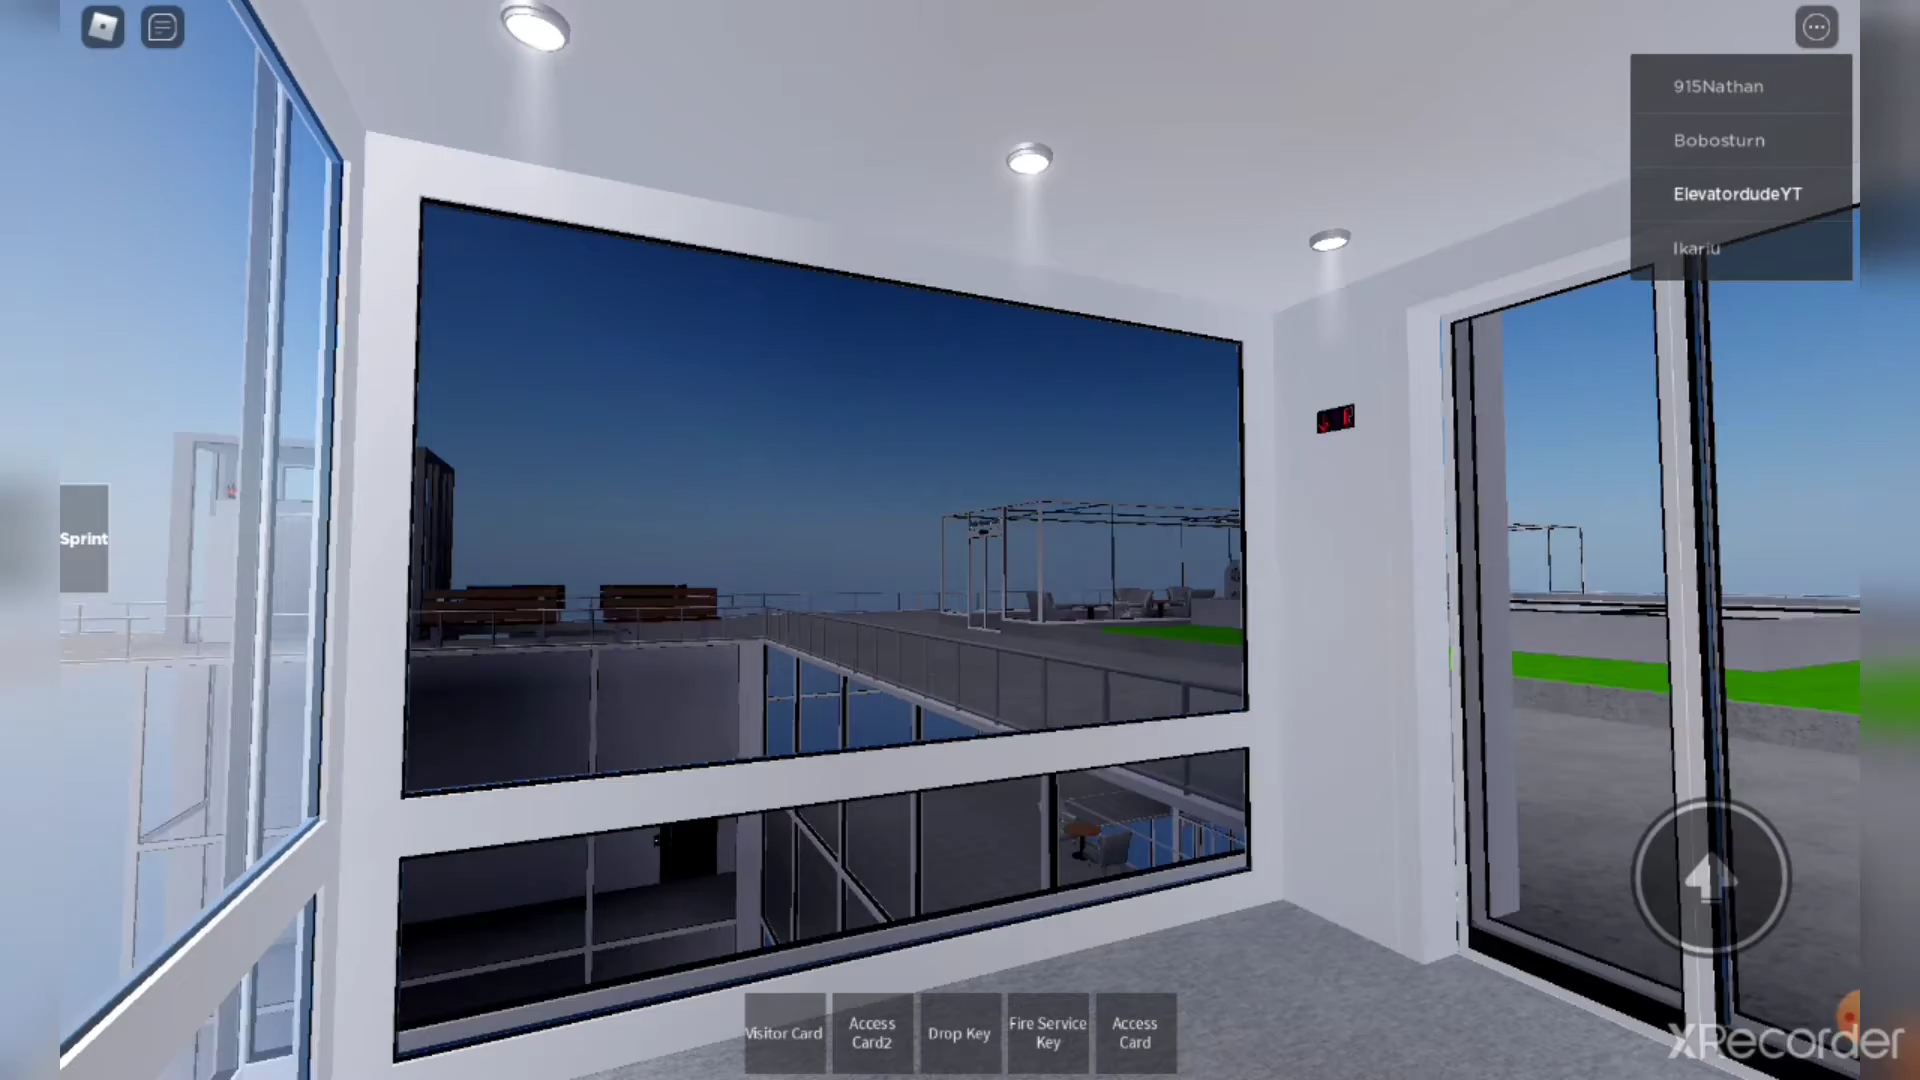 915Nathan
Bobosturn
ElevatordudeYT
Ikariu
Sprint
Visitor Card
Access
Card2
Drop Key
Fire Service
Key
Access
Card
XRecorder